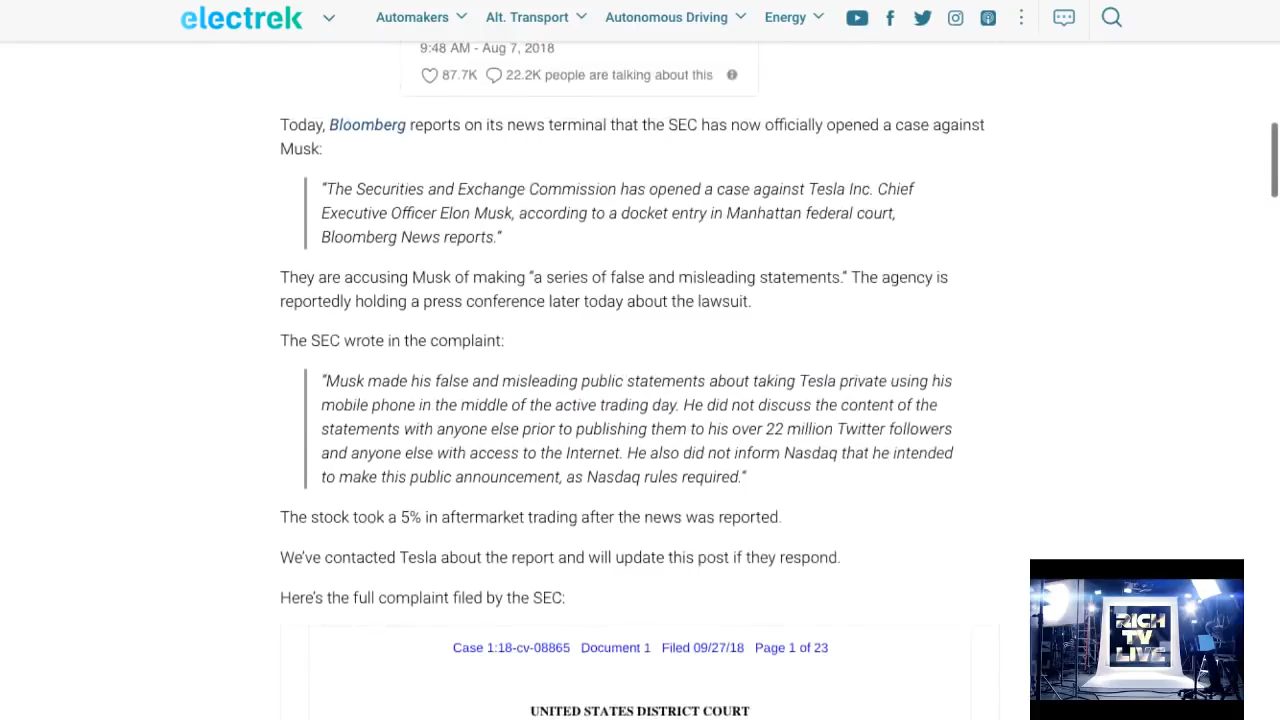 electrek
Automakers Alt. Transport Autonomous Driving Energy
9:48 AM - Aug 7, 2018
87.7K 22.2K people are talking about this
Today, Bloomberg reports on its news terminal that the SEC has now officially opened a case against
Musk:
“The Securities and Exchange Commission has opened a case against Tesla Inc. Chief
Executive Officer Elon Musk, according to a docket entry in Manhattan federal court,
Bloomberg News reports.“
They are accusing Musk of making “a series of false and misleading statements.“ The agency is
reportedly holding a press conference later today about the lawsuit.
The SEC wrote in the complaint:
“Musk made his false and misleading public statements about taking Tesla private using his
mobile phone in the middle of the active trading day. He did not discuss the content of the
statements with anyone else prior to publishing them to his over 22 million Twitter followers
and anyone else with access to the Internet. He also did not inform Nasdaq that he intended
to make this public announcement, as Nasdaq rules required.“
The stock took a 5% in aftermarket trading after the news was reported.
We’ve contacted Tesla about the report and will update this post if they respond.
Here’s the full complaint filed by the SEC:
Case 1:18-cv-08865 Document 1 Filed 09/27/18 Page 1 of 23
UNITED STATES DISTRICT COURT
RICH
TV
LIVE